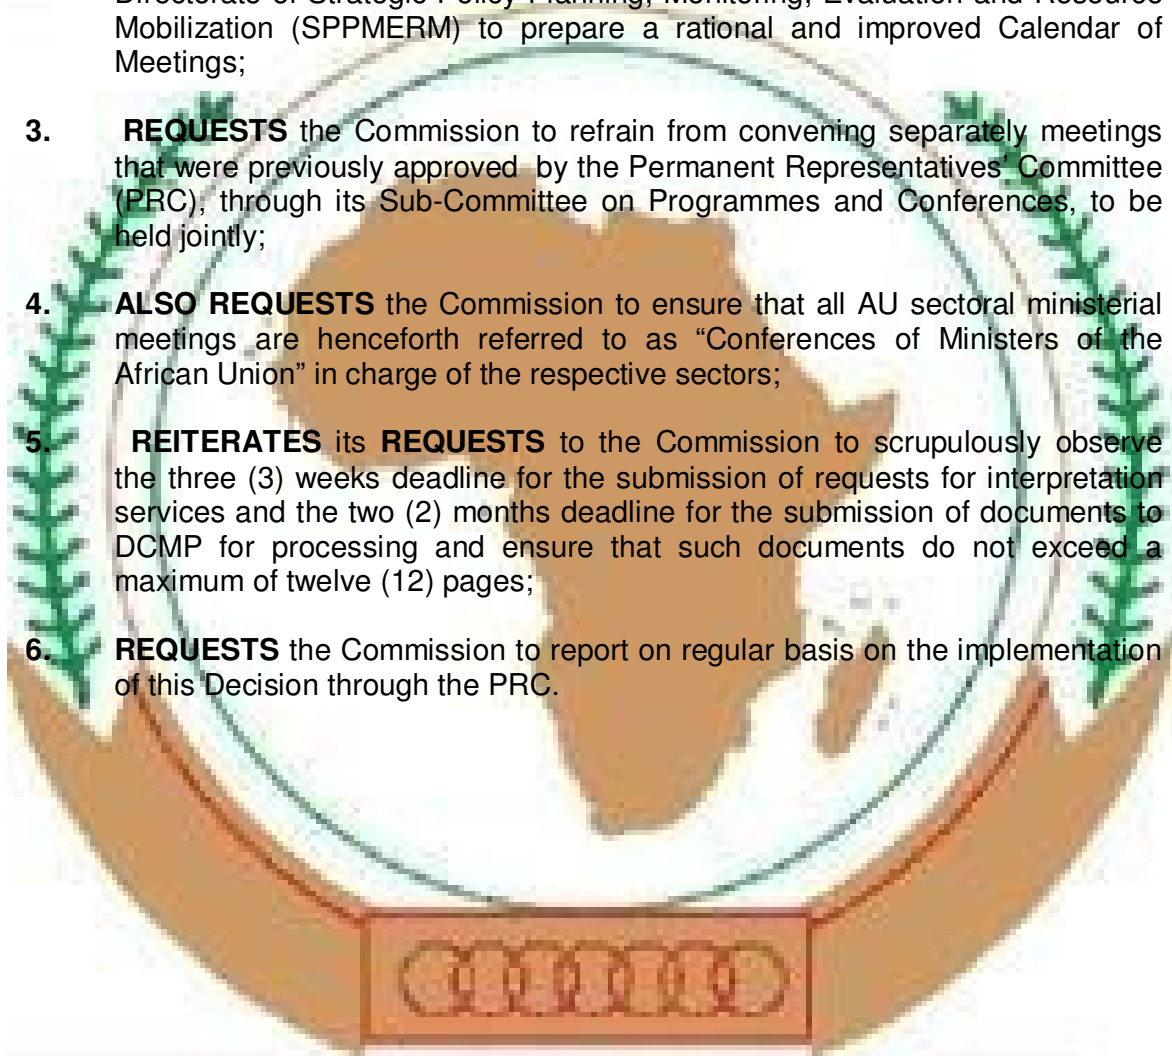 Directorate of Strategic Policy Planning, Monitoring, Evaluation and Resource
Mobilization (SPPMERM) to prepare a rational and improved Calendar of
Meetings;
3. REQUESTS the Commission to refrain from convening separately meetings
that were previously approved by the Permanent Representatives’ Committee
(PRC), through its Sub-Committee on Programmes and Conferences, to be
held jointly;
4. ALSO REQUESTS the Commission to ensure that all AU sectoral ministerial
meetings are henceforth referred to as “Conferences of Ministers of the
African Union” in charge of the respective sectors;
5. REITERATES its REQUESTS to the Commission to scrupulously observe
the three (3) weeks deadline for the submission of requests for interpretation
services and the two (2) months deadline for the submission of documents to
DCMP for processing and ensure that such documents do not exceed a
maximum of twelve (12) pages;
6. REQUESTS the Commission to report on regular basis on the implementation
of this Decision through the PRC.